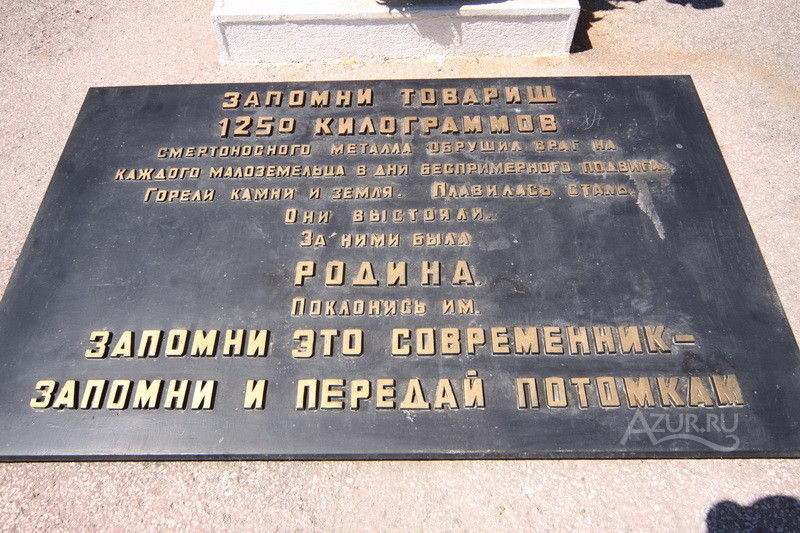 ЗАПОМНИ ТОВАРИЩ
1250 КИЛОГРАММОВ
СМЕРТОНОСНОГО МЕТАЛЛА ОБРУШИЛ ВРАГ НА
КАЖДОГО МАЛОЗЕМЕЛЬЦА В ДНИ БЕСПРИМЕРНОГО ПОДВИГА.
ГОРЕЛИ КАМНИ И ЗЕМЛЯ. ПЛАВИЛАСЬ СТАЛЬ.
ОНИ ВЫСТОЯЛИ.
ЗА НИМИ БЫЛА
РОДИНА.
ПОКЛОНИСЬ ИМ.
ЗАПОМНИ ЭТО СОВРЕМЕННИК-
ЗАПОМНИ И ПЕРЕДАЙ ПОТОМКАМ
AZUR.RU